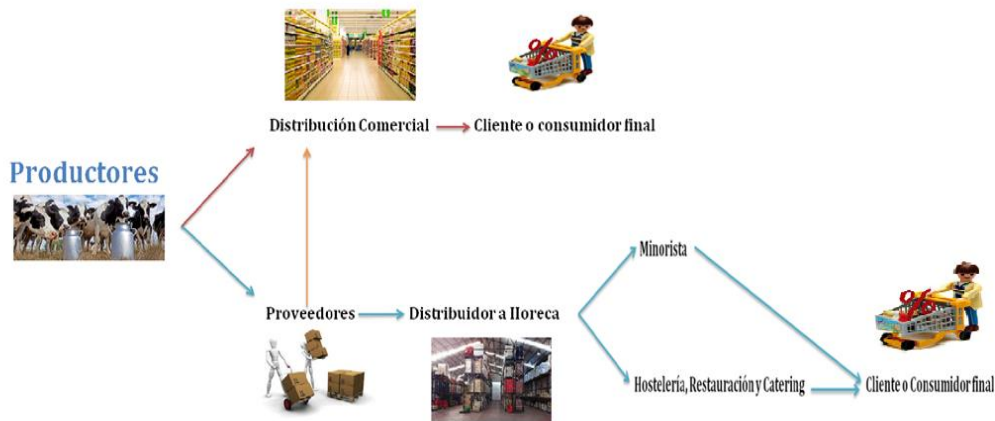 Distribución Comercial
Cliente o consumidor final
Productores
Minorista
Proveedores
Distribuidor a Horeca
Hostelería, Restauración y Catering
Cliente o Consumidor final